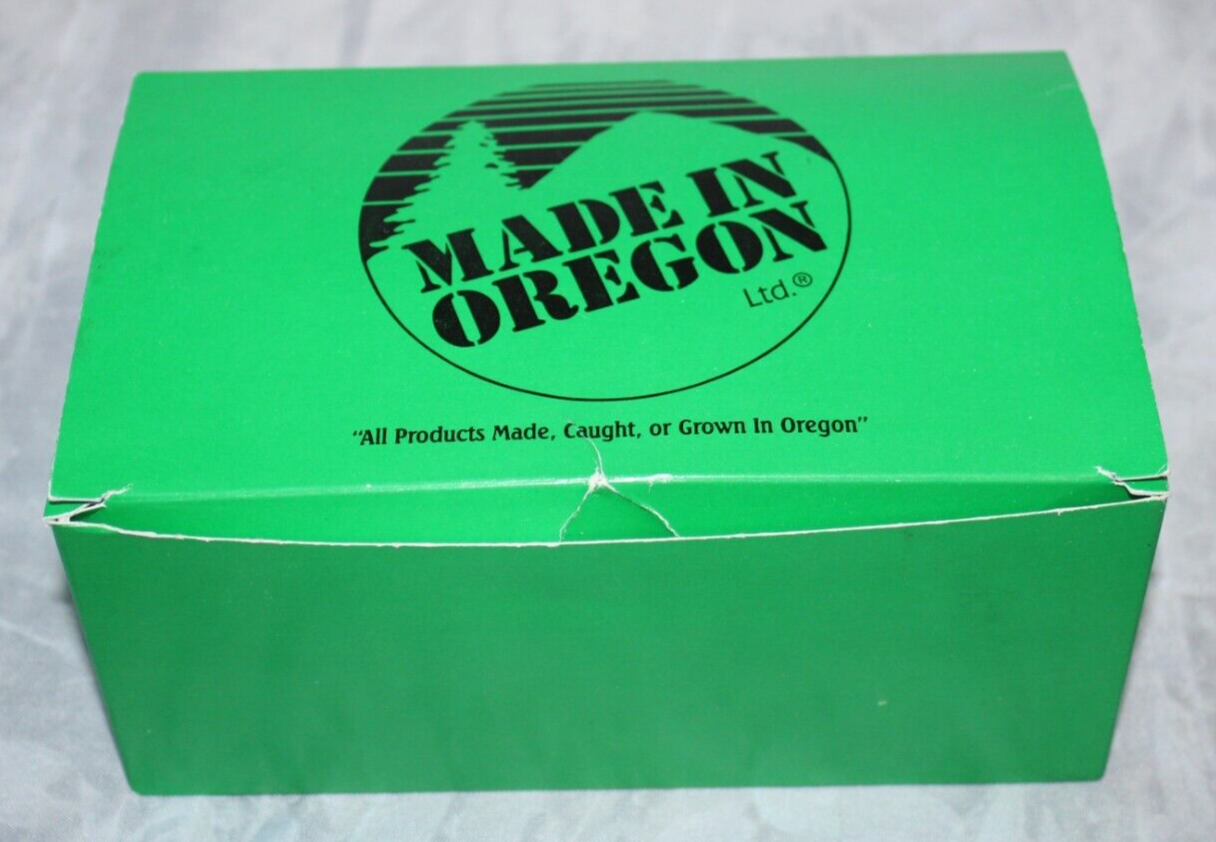 MADE IN
OREGON
Ltd.®
“All Products Made, Caught, or Grown In Oregon”